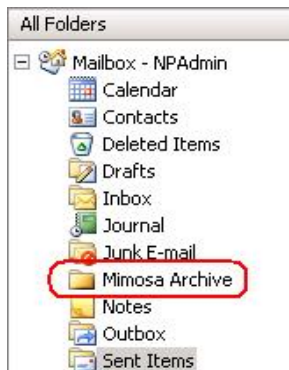 All Folders
Mailbox - NPAdmin
Calendar
Contacts
Deleted Items
Drafts
Inbox
Journal
Junk E-mail
Mimosa Archive
Notes
Outbox
Sent Items